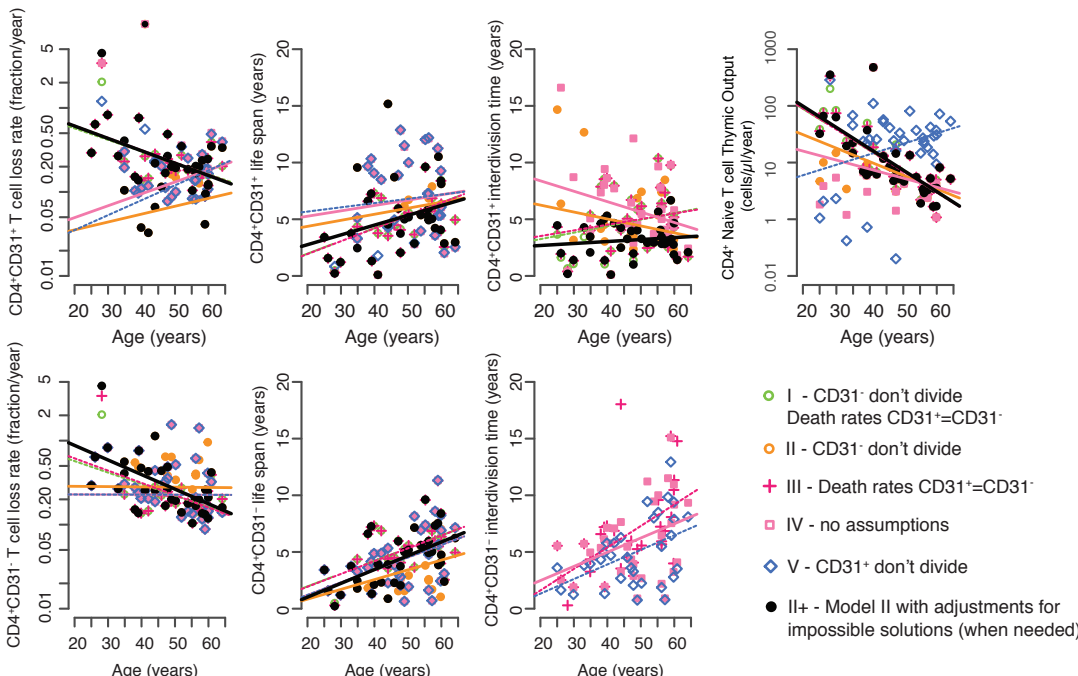 CD4+CD31+ T cell loss rate (fraction/year)
5
2
0.50
0.20
0.05
0.01
20 30 40 50 60
Age (years)
CD4+CD31+ life span (years)
20
15
10
5
0
20 30 40 50 60
Age (years)
CD4+CD31+ interdivision time (years)
20
15
10
5
0
20 30 40 50 60
Age (years)
CD4+ Naive T cell Thymic Output
(cells/µl/year)
1000
100
10
1
0.01
20 30 40 50 60
Age (years)
CD4+CD31- T cell loss rate (fraction/year)
5
2
0.50
0.20
0.05
0.01
20 30 40 50 60
Age (years)
CD4+CD31- life span (years)
20
15
10
5
0
20 30 40 50 60
Age (years)
CD4+CD31- interdivision time (years)
20
15
10
5
0
20 30 40 50 60
Age (years)
I - CD31- don't divide
Death rates CD31+=CD31-
II - CD31- don't divide
III - Death rates CD31+=CD31-
IV - no assumptions
V - CD31+ don't divide
II+ - Model II with adjustments for
impossible solutions (when needed)